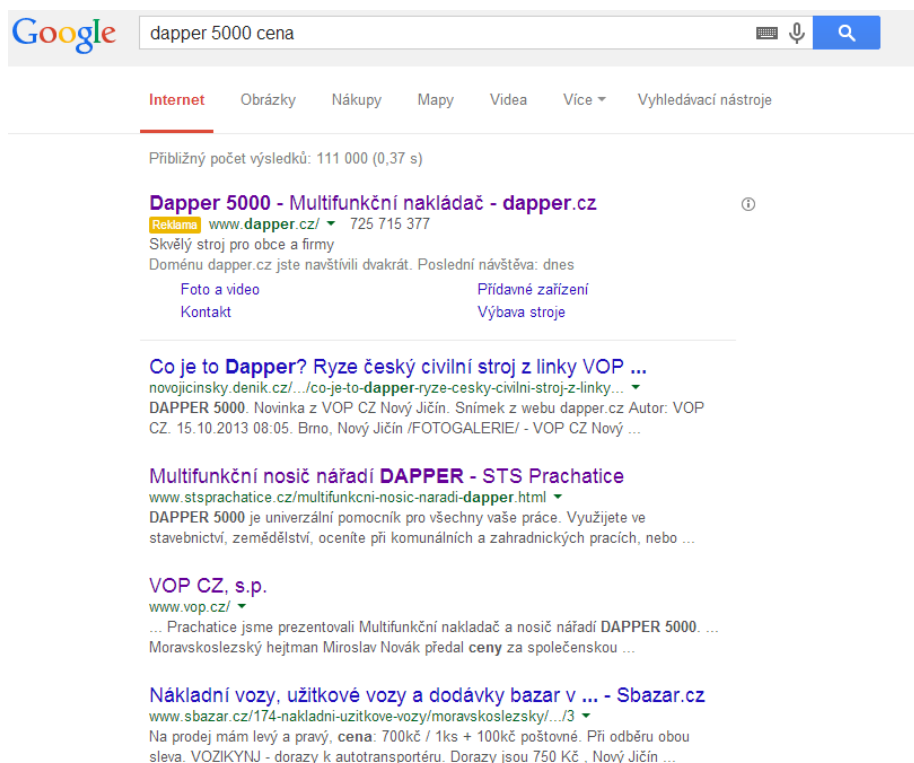 Google dapper 5000 cena
Internet Obrázky Nákupy Mapy Videa Více Vyhledávací nástroje
Přibližný počet výsledků: 111 000 (0,37 s)
Dapper 5000 - Multifunkční nakládač - dapper.cz
Reklama www.dapper.cz/ 725 715 377
Skvělý stroj pro obce a firmy
Doménu dapper.cz jste navštívili dvakrát. Poslední návštěva: dnes
Foto a video Přídavné zařízení
Kontakt Výbava stroje
Co je to Dapper? Ryze český civilní stroj z linky VOP ...
novojicinsky.denik.cz/.../co-je-to-dapper-ryze-cesky-civilni-stroj-z-linky...
DAPPER 5000. Novinka z VOP CZ Nový Jičín. Snímek z webu dapper.cz Autor: VOP
CZ. 15.10.2013 08:05. Brno, Nový Jičín /FOTOGALERIE/ - VOP CZ Nový ...
Multifunkční nosič nářadí DAPPER - STS Prachatice
www.stsprachatice.cz/multifunkcni-nosic-naradi-dapper.html
DAPPER 5000 je univerzální pomocník pro všechny vaše práce. Využijete ve
stavebnictví, zemědělství, oceníte při komunálních a zahradnických pracích, nebo ...
VOP CZ, s.p.
www.vop.cz/
... Prachatice jsme prezentovali Multifunkční nakladač a nosič nářadí DAPPER 5000. ...
Moravskoslezský hejtman Miroslav Novák předal ceny za společenskou ...
Nákladní vozy, užitkové vozy a dodávky bazar v ... - Sbazar.cz
www.sbazar.cz/174-nakladni-uzitkove-vozy/moravskoslezsky/.../3
Na prodej mám levý a pravý, cena: 700kč / 1ks + 100kč poštovné. Při odběru obou
sleva. VOZIKYNJ - dorazy k autotransportéru. Dorazy jsou 750 Kč , Nový Jičín ...